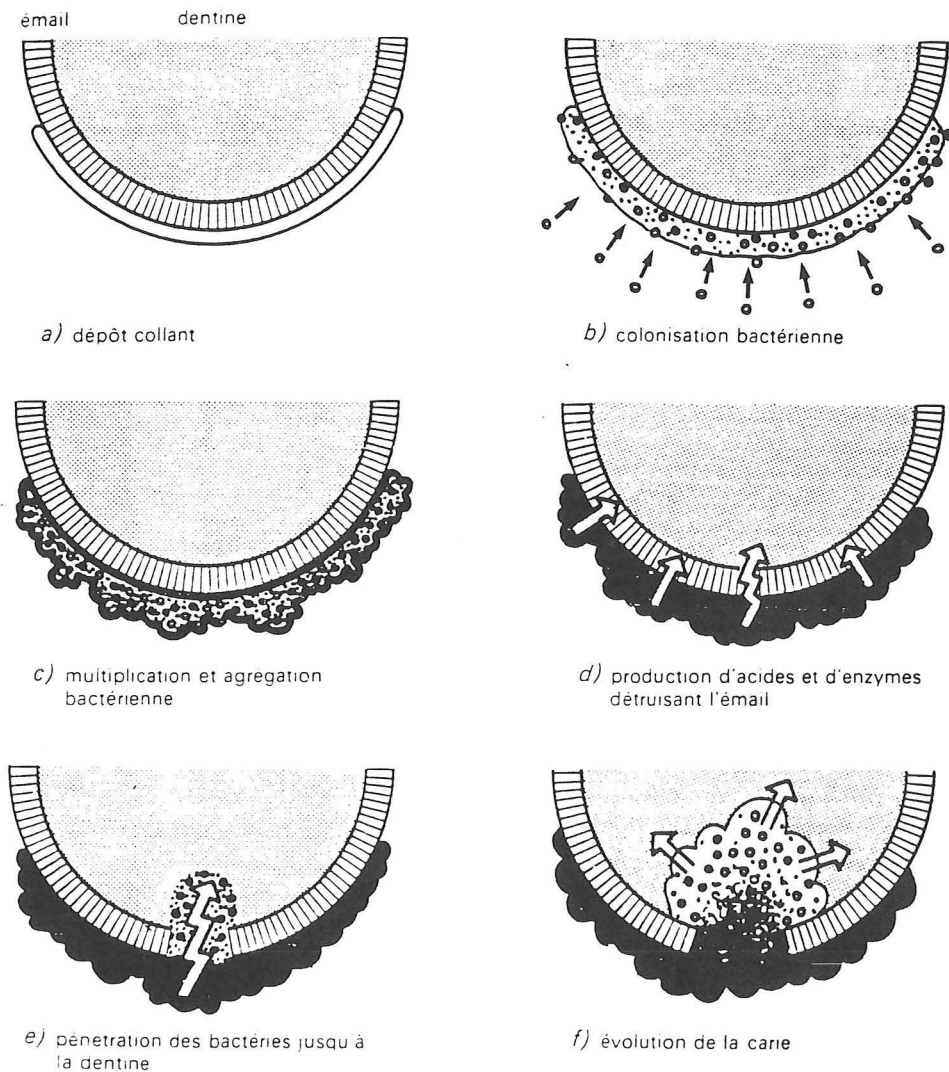 émail dentine
a) dépôt collant
b) colonisation bactérienne
c) multiplication et agrégation
bactérienne
d) production d'acides et d'enzymes
détruisant l'émail
e) pénetration des bactéries jusqu'à
la dentine
f) évolution de la carie